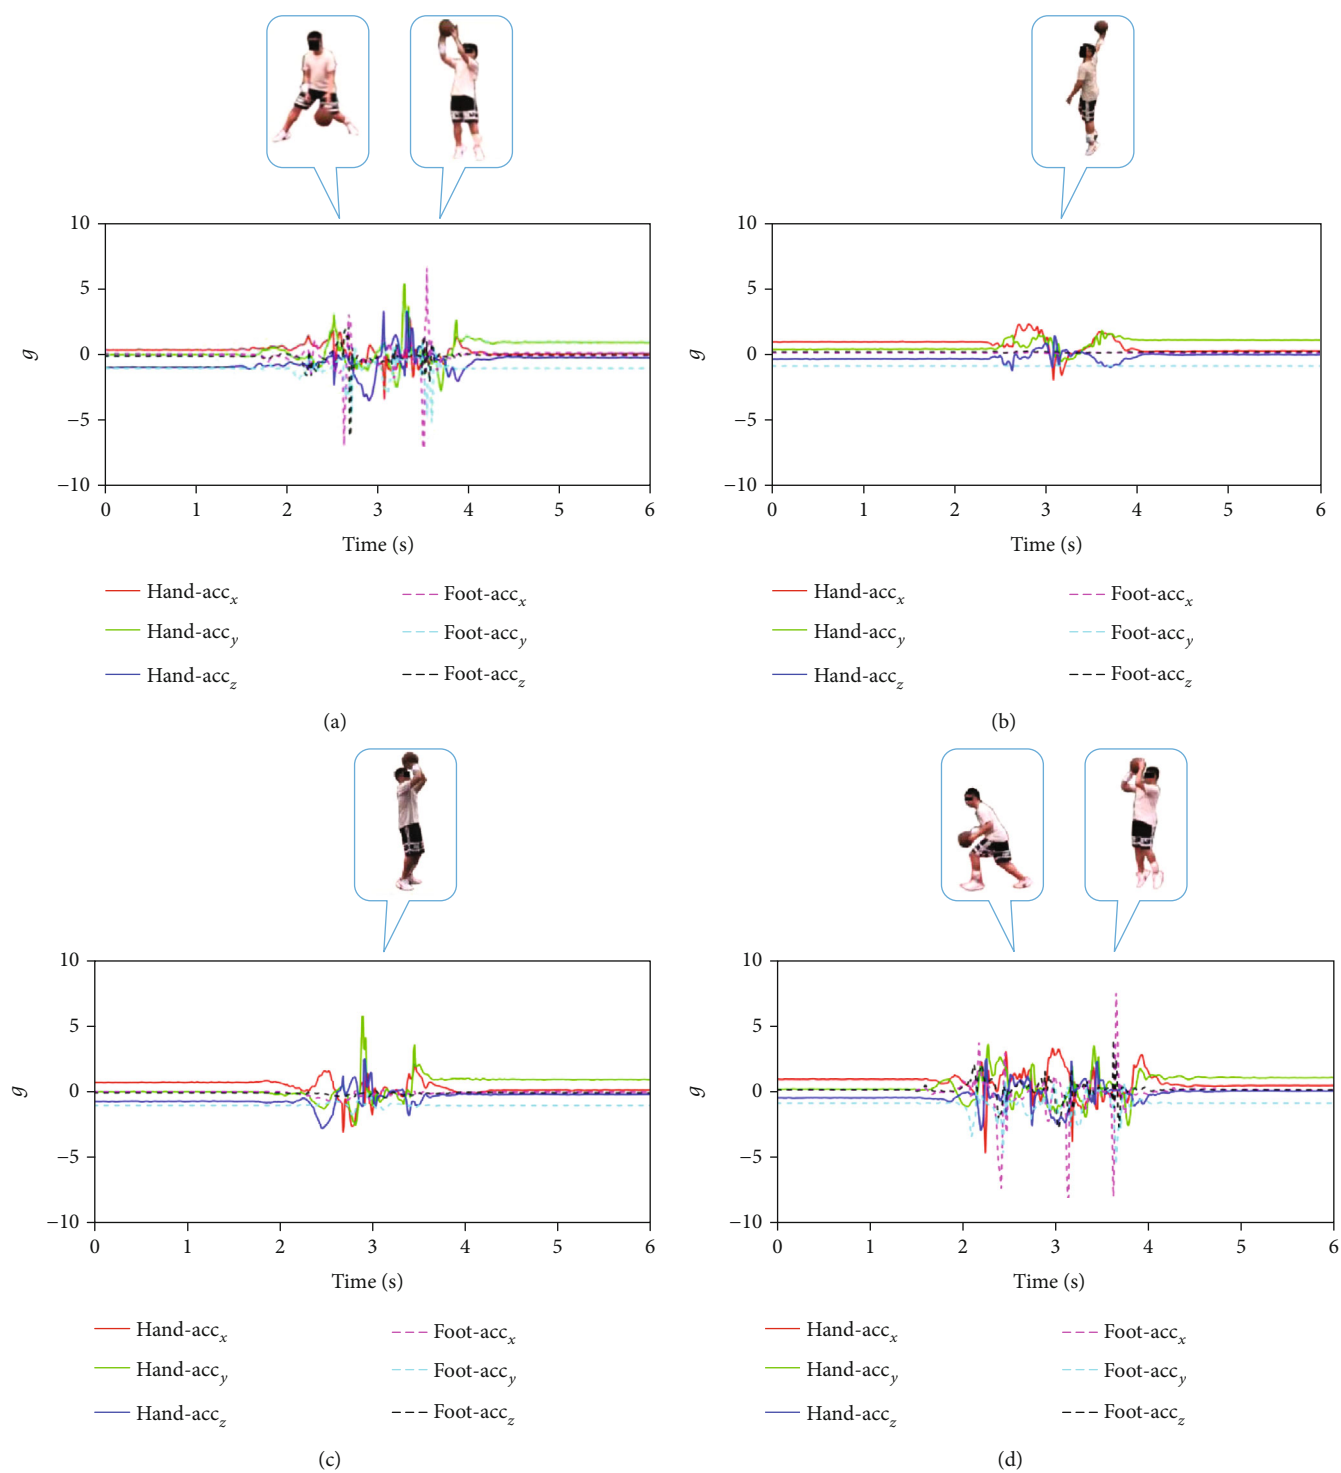 10
5
0
−5
−10
g
0 1 2 3 4 5 6
Time (s)
Hand-accx
Foot-accx
Hand-accy
Foot-accy
Hand-accz
Foot-accz
(a)
10
5
0
−5
−10
g
0 1 2 3 4 5 6
Time (s)
Hand-accx
Foot-accx
Hand-accy
Foot-accy
Hand-accz
Foot-accz
(b)
10
5
0
−5
−10
g
0 1 2 3 4 5 6
Time (s)
Hand-accx
Foot-accx
Hand-accy
Foot-accy
Hand-accz
Foot-accz
(c)
10
5
0
−5
−10
g
0 1 2 3 4 5 6
Time (s)
Hand-accx
Foot-accx
Hand-accy
Foot-accy
Hand-accz
Foot-accz
(d)